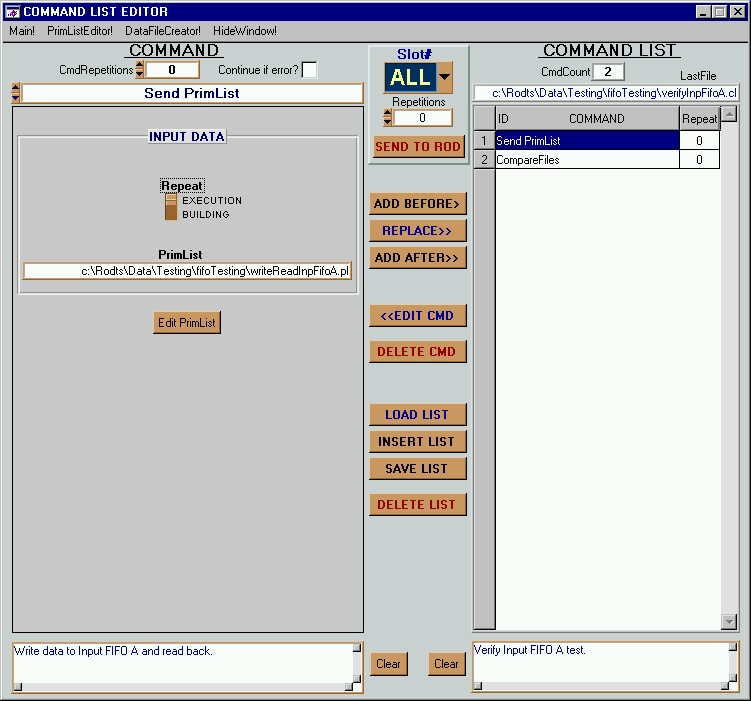 COMMAND LIST EDITOR
Main! PrimListEditor! DataFileCreator! HideWindow!
COMMAND
CmdRepetitions 0 Continue if error?
Send PrimList
INPUT DATA
Repeat
EXECUTION
BUILDING
PrimList
c:\Rodts\Data\Testing\fifoTesting\writeReadInpFifoA.pl
Edit PrimList
Write data to Input FIFO A and read back.
Slot#
ALL
Repetitions
0
SEND TO ROD
ADD BEFORE>
REPLACE>>
ADD AFTER>>
<<EDIT CMD
DELETE CMD
LOAD LIST
INSERT LIST
SAVE LIST
DELETE LIST
Clear Clear
COMMAND LIST
CmdCount 2 LastFile
c:\Rodts\Data\Testing\fifoTesting\verifyInpFifoA.cl
ID COMMAND Repeat
1 Send PrimList 0
2 CompareFiles 0
Verify Input FIFO A test.